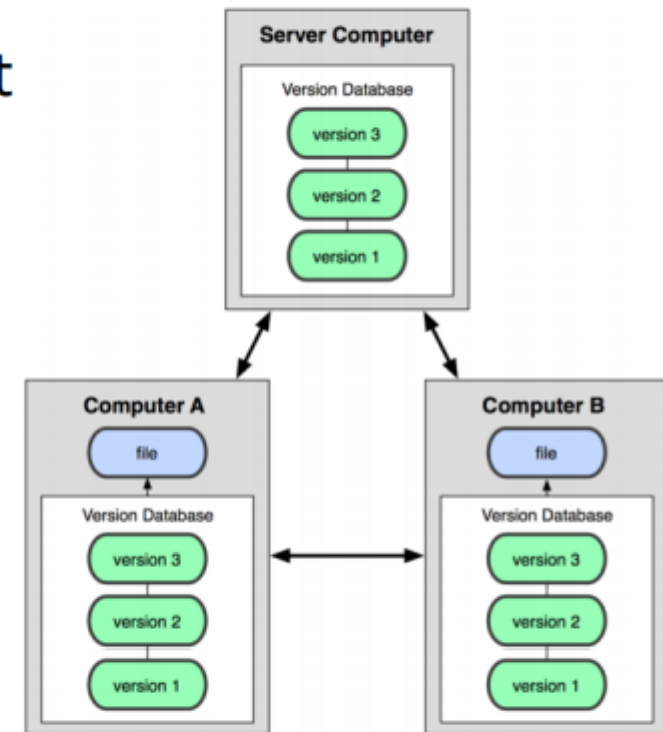 t
Server Computer
Version Database
version 3
version 2
version 1
Computer A
file
Version Database
version 3
version 2
version 1
Computer B
file
Version Database
version 3
version 2
version 1